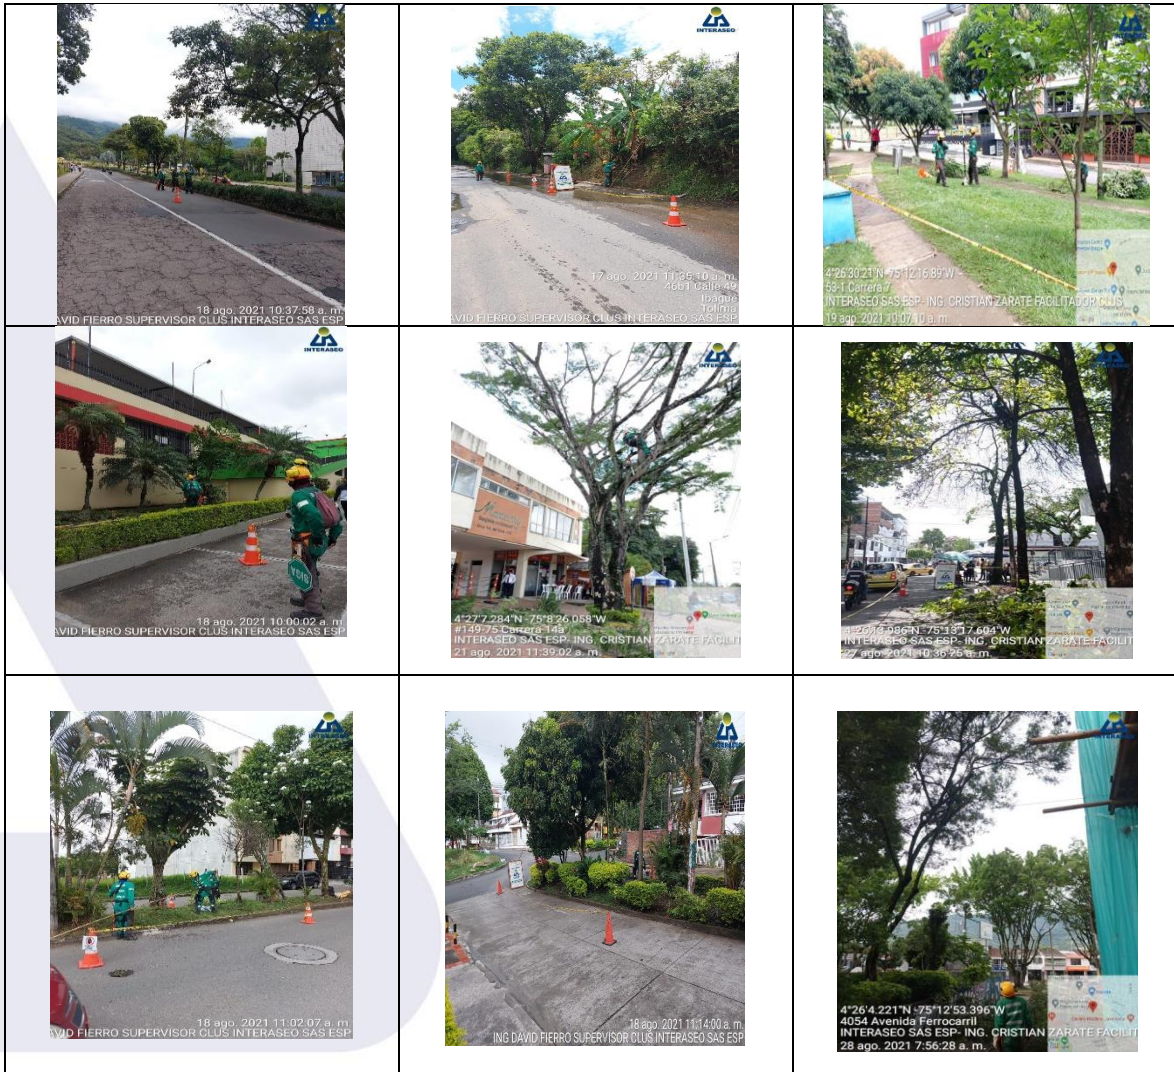 INTERASEO
18 ago. 2021 10:37:58 a. m.
AVID FIERRO SUPERVISOR CLUS INTERASEO SAS ESP
INTERASEO
17 ago. 2021 11:35:10 a. m.
46b1 Calle 49
Ibagué
Tolima
AVID FIERRO SUPERVISOR CLUS INTERASEO SAS ESP
INTERASEO
4°26'30.21"N -75°12'16.89"W
53-1 Carrera 7
INTERASEO SAS ESP- ING. CRISTIAN ZARATE FACILITADOR CLUS
19 ago. 2021 10:07:10 a. m.
INTERASEO
18 ago. 2021 10:00:02 a. m.
AVID FIERRO SUPERVISOR CLUS INTERASEO SAS ESP
INTERASEO
4°27'7.284"N -75°8'26.058"W
#149-75 Carrera 14a
INTERASEO SAS ESP- ING. CRISTIAN ZARATE FACILIT
21 ago. 2021 11:39:02 a. m.
INTERASEO
INTERASEO SAS ESP- ING. CRISTIAN ZARATE FACILIT
27 ago. 2021 10:36:25 a. m.
INTERASEO
18 ago. 2021 11:02:07 a. m.
AVID FIERRO SUPERVISOR CLUS INTERASEO SAS ESP
INTERASEO
18 ago. 2021 11:14:00 a. m.
ING DAVID FIERRO SUPERVISOR CLUS INTERASEO SAS ESP
INTERASEO
4°26'4.221"N -75°12'53.396"W
4054 Avenida Ferrocarril
INTERASEO SAS ESP- ING. CRISTIAN ZARATE FACILIT
28 ago. 2021 7:56:28 a. m.